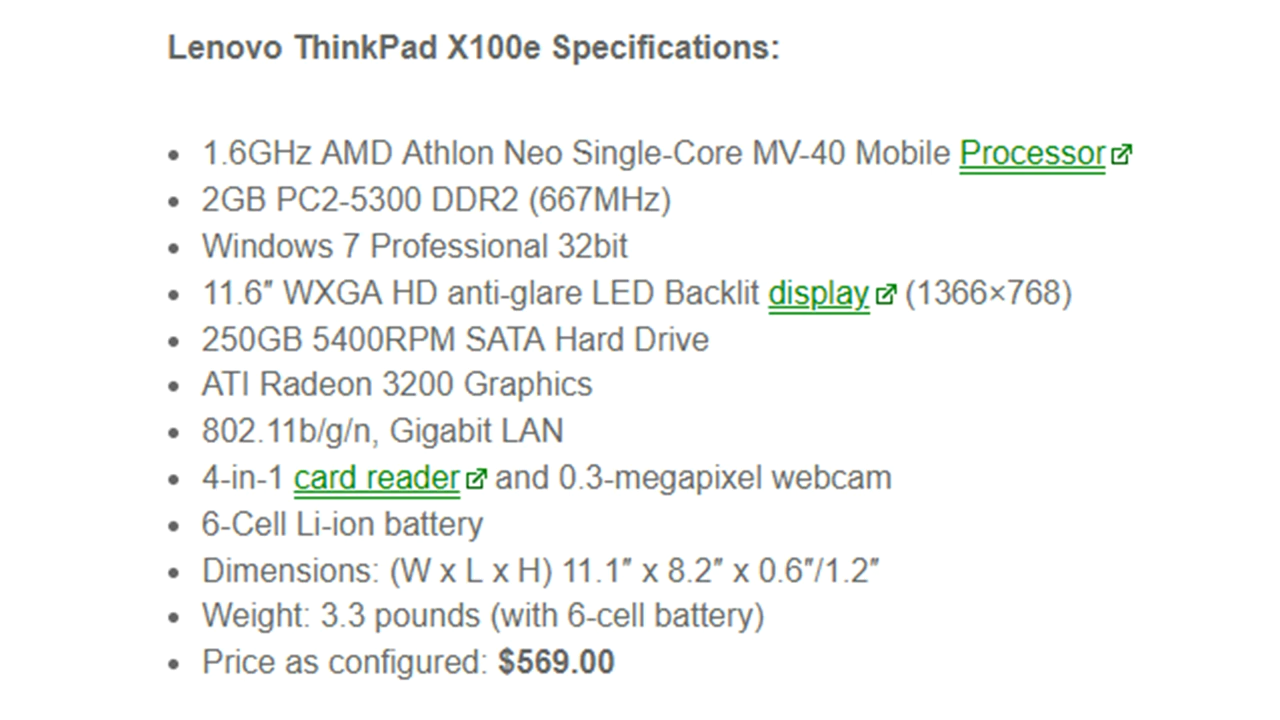 Lenovo ThinkPad X100e Specifications:
• 1.6GHz AMD Athlon Neo Single-Core MV-40 Mobile Processor
• 2GB PC2-5300 DDR2 (667MHz)
• Windows 7 Professional 32bit
• 11.6″ WXGA HD anti-glare LED Backlit display (1366×768)
• 250GB 5400RPM SATA Hard Drive
• ATI Radeon 3200 Graphics
• 802.11b/g/n, Gigabit LAN
• 4-in-1 card reader and 0.3-megapixel webcam
• 6-Cell Li-ion battery
• Dimensions: (W x L x H) 11.1″ x 8.2″ x 0.6″/1.2″
• Weight: 3.3 pounds (with 6-cell battery)
• Price as configured: $569.00